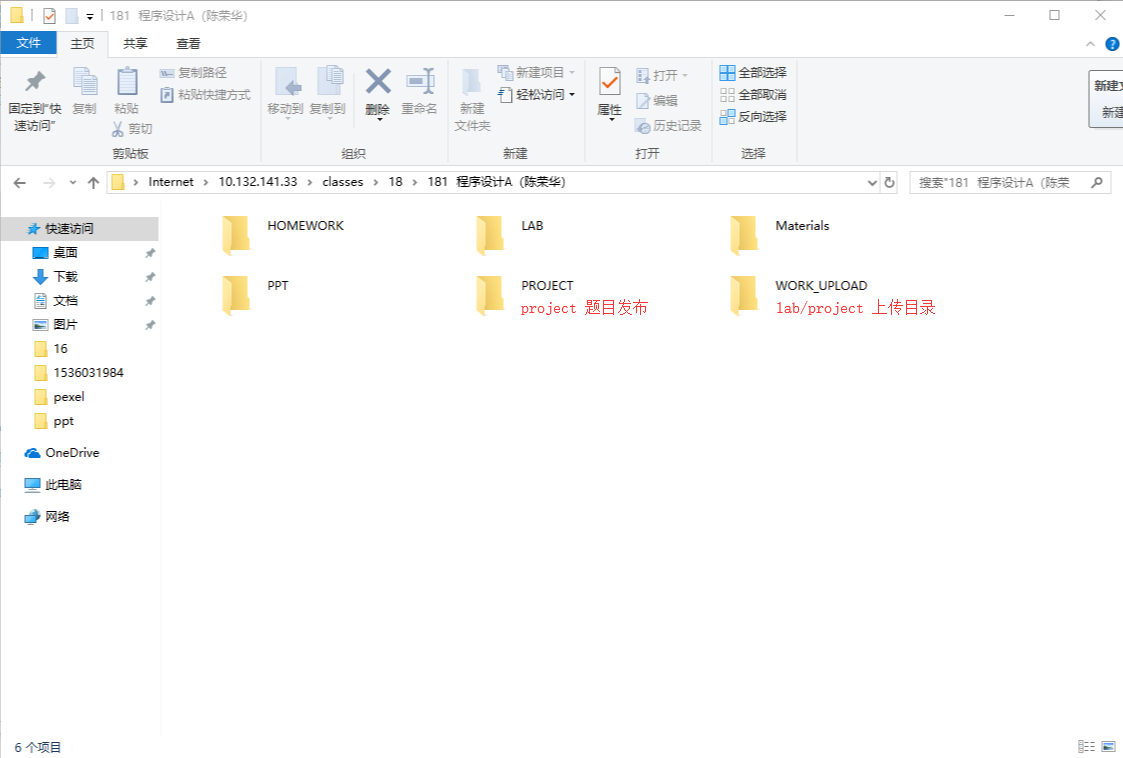 181 程序设计A (陈荣华)
文件 主页 共享 查看
固定到"快速访问"
复制
粘贴
复制路径
粘贴快捷方式
剪切
剪贴板
移动到
复制到
删除
重命名
组织
新建文件夹
新建项目
轻松访问
新建
属性
打开
编辑
历史记录
打开
全部选择
全部取消
反向选择
选择
新建文
新建
Internet › 10.132.141.33 › classes › 18 › 181 程序设计A (陈荣华)
搜索"181 程序设计A (陈荣
快速访问
桌面
下载
文档
图片
16
1536031984
pexel
ppt
OneDrive
此电脑
网络
HOMEWORK
LAB
Materials
PPT
PROJECT
project 题目发布
WORK_UPLOAD
lab/project 上传目录
6 个项目